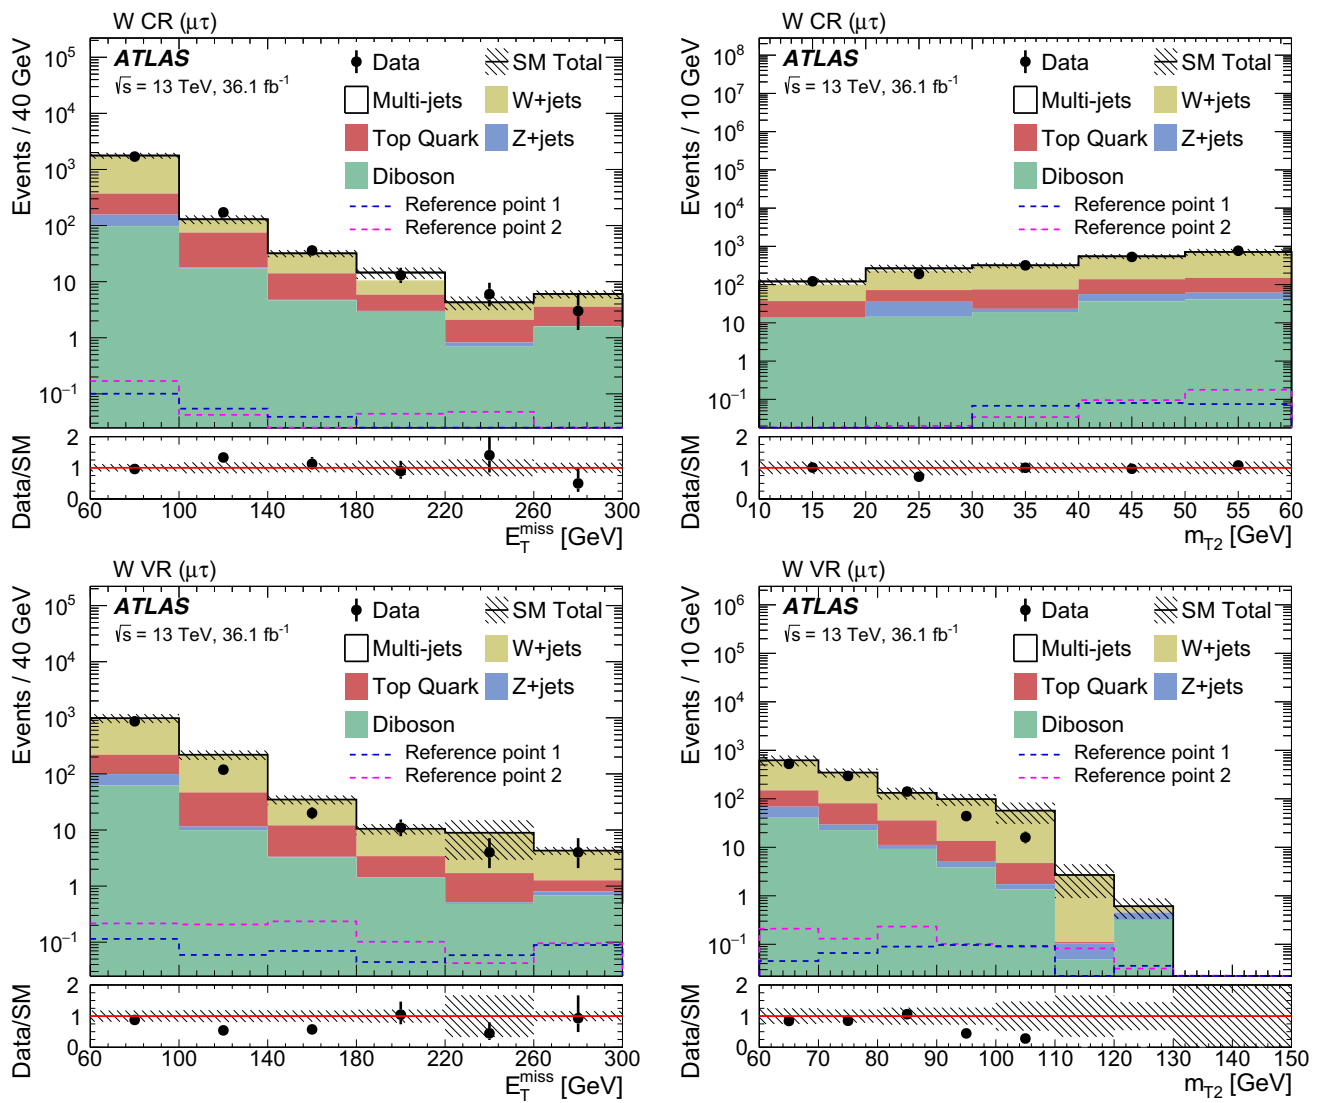 W CR (μτ)
ATLAS
√s = 13 TeV, 36.1 fb⁻¹
Data
SM Total
Multi-jets
W+jets
Top Quark
Z+jets
Diboson
Reference point 1
Reference point 2
Events / 40 GeV
10⁵
10⁴
10³
10²
10
1
10⁻¹
Data/SM
2
1
0
60 100 140 180 220 260 300
E_T^miss [GeV]
W CR (μτ)
ATLAS
√s = 13 TeV, 36.1 fb⁻¹
Data
SM Total
Multi-jets
W+jets
Top Quark
Z+jets
Diboson
Reference point 1
Reference point 2
Events / 10 GeV
10⁸
10⁷
10⁶
10⁵
10⁴
10³
10²
10
1
10⁻¹
Data/SM
2
1
0
10 15 20 25 30 35 40 45 50 55 60
m_T2 [GeV]
W VR (μτ)
ATLAS
√s = 13 TeV, 36.1 fb⁻¹
Data
SM Total
Multi-jets
W+jets
Top Quark
Z+jets
Diboson
Reference point 1
Reference point 2
Events / 40 GeV
10⁵
10⁴
10³
10²
10
1
10⁻¹
Data/SM
2
1
0
60 100 140 180 220 260 300
E_T^miss [GeV]
W VR (μτ)
ATLAS
√s = 13 TeV, 36.1 fb⁻¹
Data
SM Total
Multi-jets
W+jets
Top Quark
Z+jets
Diboson
Reference point 1
Reference point 2
Events / 10 GeV
10⁶
10⁵
10⁴
10³
10²
10
1
10⁻¹
Data/SM
2
1
0
60 70 80 90 100 110 120 130 140 150
m_T2 [GeV]